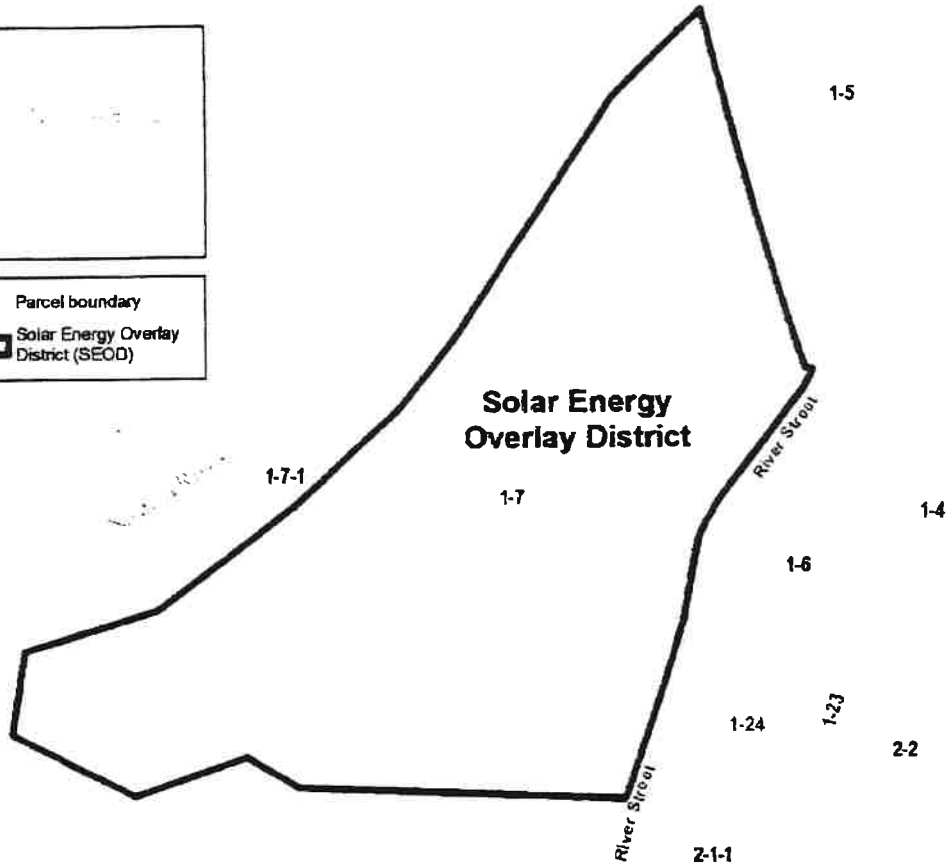 1-5
Parcel boundary
Solar Energy Overlay
District (SEOD)
Solar Energy
Overlay District
River Street
1-7-1
1-7
1-4
1-6
1-24
1-23
2-2
River Street
2-1-1